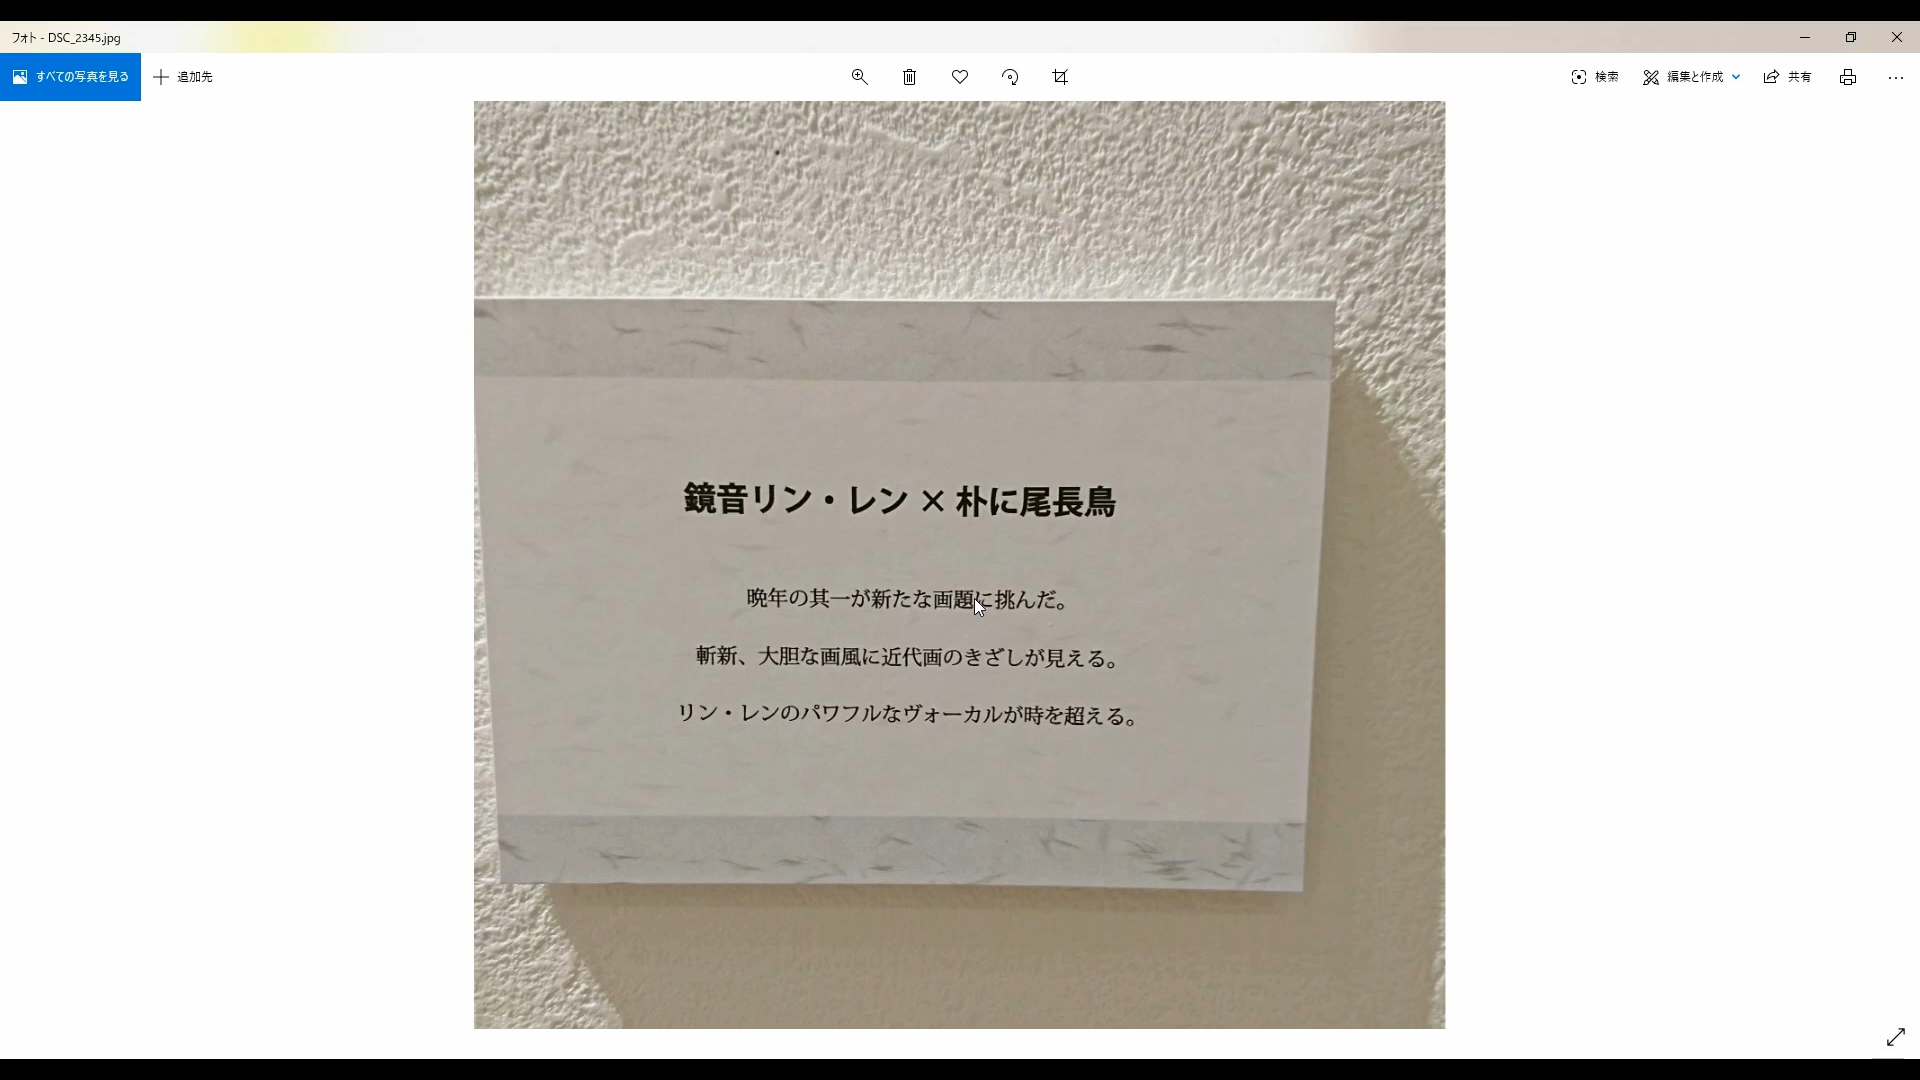 フォト - DSC_2345.jpg
すべての写真を見る
追加先
検索
編集と作成
共有
鏡音リン・レン × 朴に尾長鳥
晩年の其一が新たな画題に挑んだ。
斬新、大胆な画風に近代画のきざしが見える。
リン・レンのパワフルなヴォーカルが時を超える。